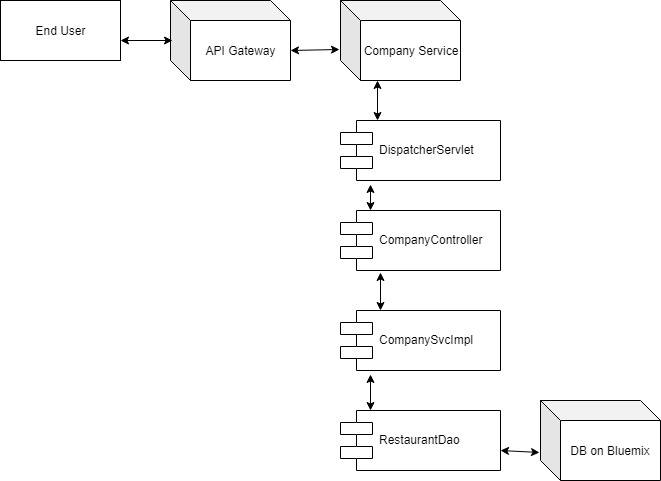 End User
API Gateway
Company Service
DispatcherServlet
CompanyController
CompanySvcImpl
RestaurantDao
DB on Bluemix